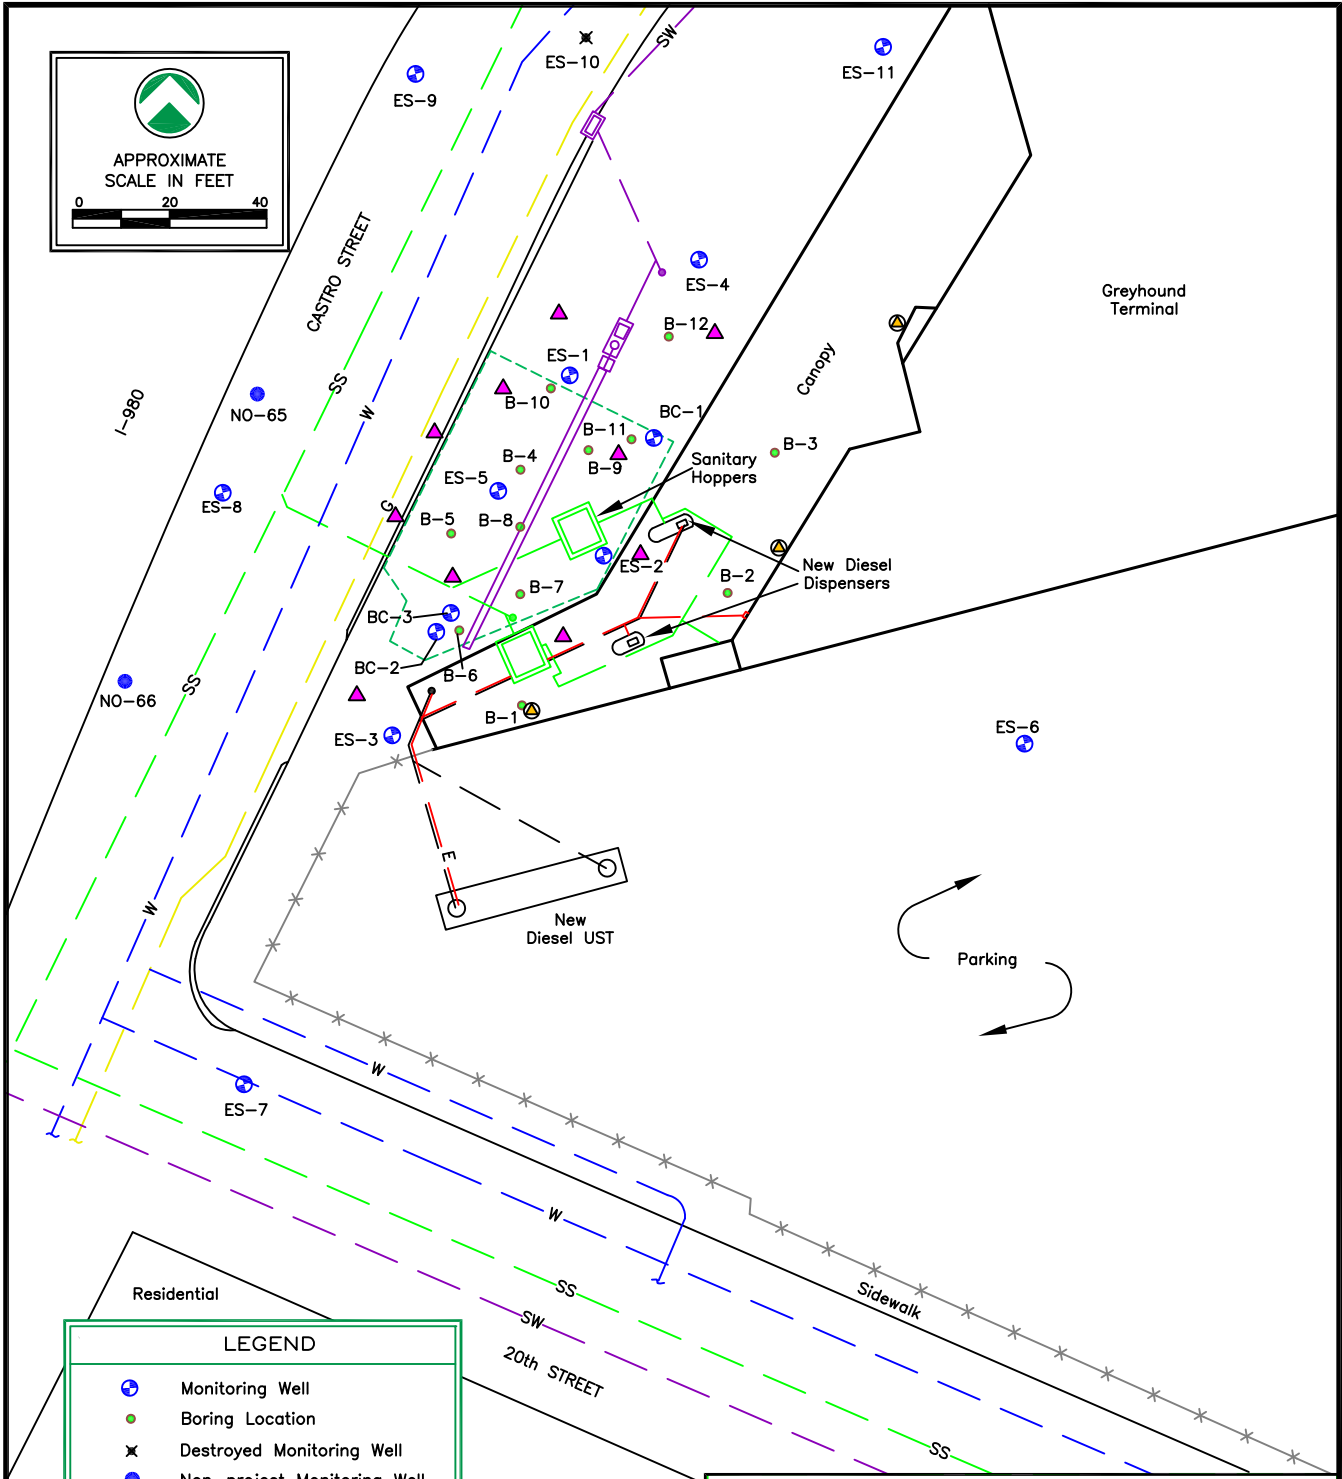 SW
ES-10
ES-11
ES-9
APPROXIMATE
SCALE IN FEET
0 20 40
CASTRO STREET
ES-4
Greyhound
Terminal
B-12
ES-1
Canopy
SS
I-980
NO-65
W
B-10
BC-1
B-11
B-3
B-4
B-9
Sanitary
Hoppers
ES-5
ES-8
G
B-5
B-8
ES-2
New Diesel
Dispensers
B-2
B-7
BC-3
BC-2
B-6
SS
NO-66
B-1
ES-3
ES-6
E
W
New
Diesel UST
Parking
W
ES-7
W
Residential
SS
SW
Sidewalk
20th STREET
SS
LEGEND
Monitoring Well
Boring Location
Destroyed Monitoring Well
Non-project Monitoring Well